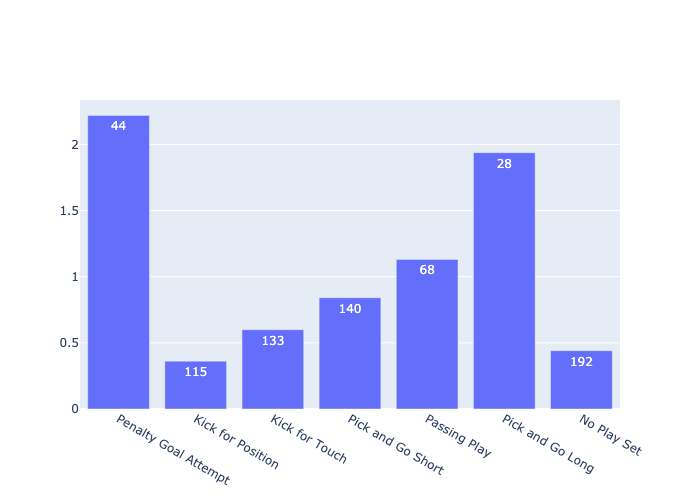 2
1.5
1
0.5
0
44
115
133
140
68
28
192
Penalty Goal Attempt
Kick for Position
Kick for Touch
Pick and Go Short
Passing Play
Pick and Go Long
No Play Set